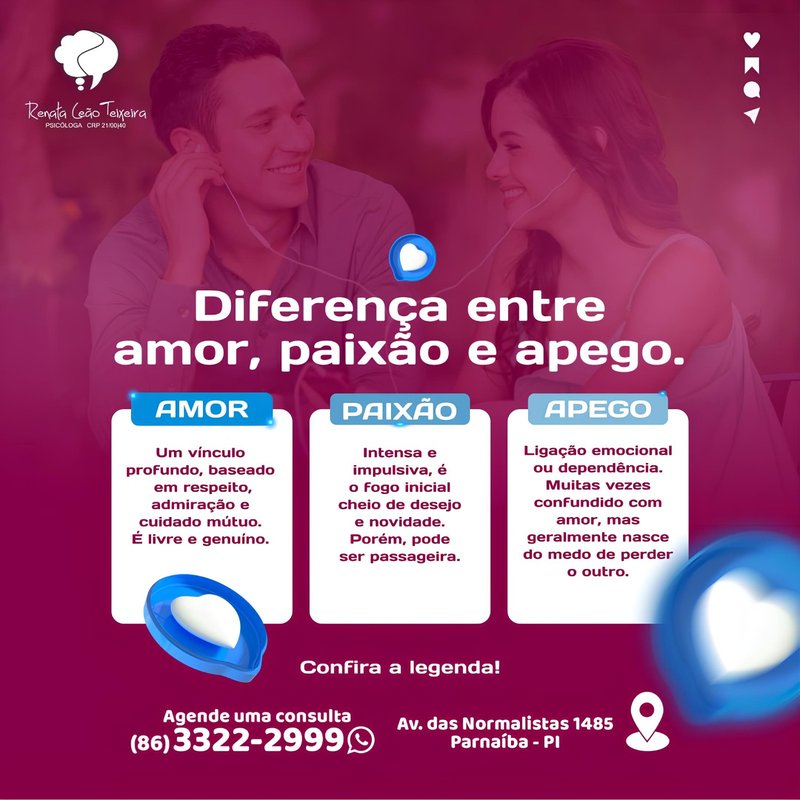 Renata Leão Teixeira
PSICÓLOGA CRP 21/00|40
Diferença entre
amor, paixão e apego.
AMOR
Um vínculo
profundo, baseado
em respeito,
admiração e
cuidado mútuo.
É livre e genuíno.
PAIXÃO
Intensa e
impulsiva, é
o fogo inicial
cheio de desejo
e novidade.
Porém, pode
ser passageira.
APEGO
Ligação emocional
ou dependência.
Muitas vezes
confundido com
amor, mas
geralmente nasce
do medo de perder
o outro.
Confira a legenda!
Agende uma consulta
(86) 3322-2999
Av. das Normalistas 1485
Parnaíba - PI